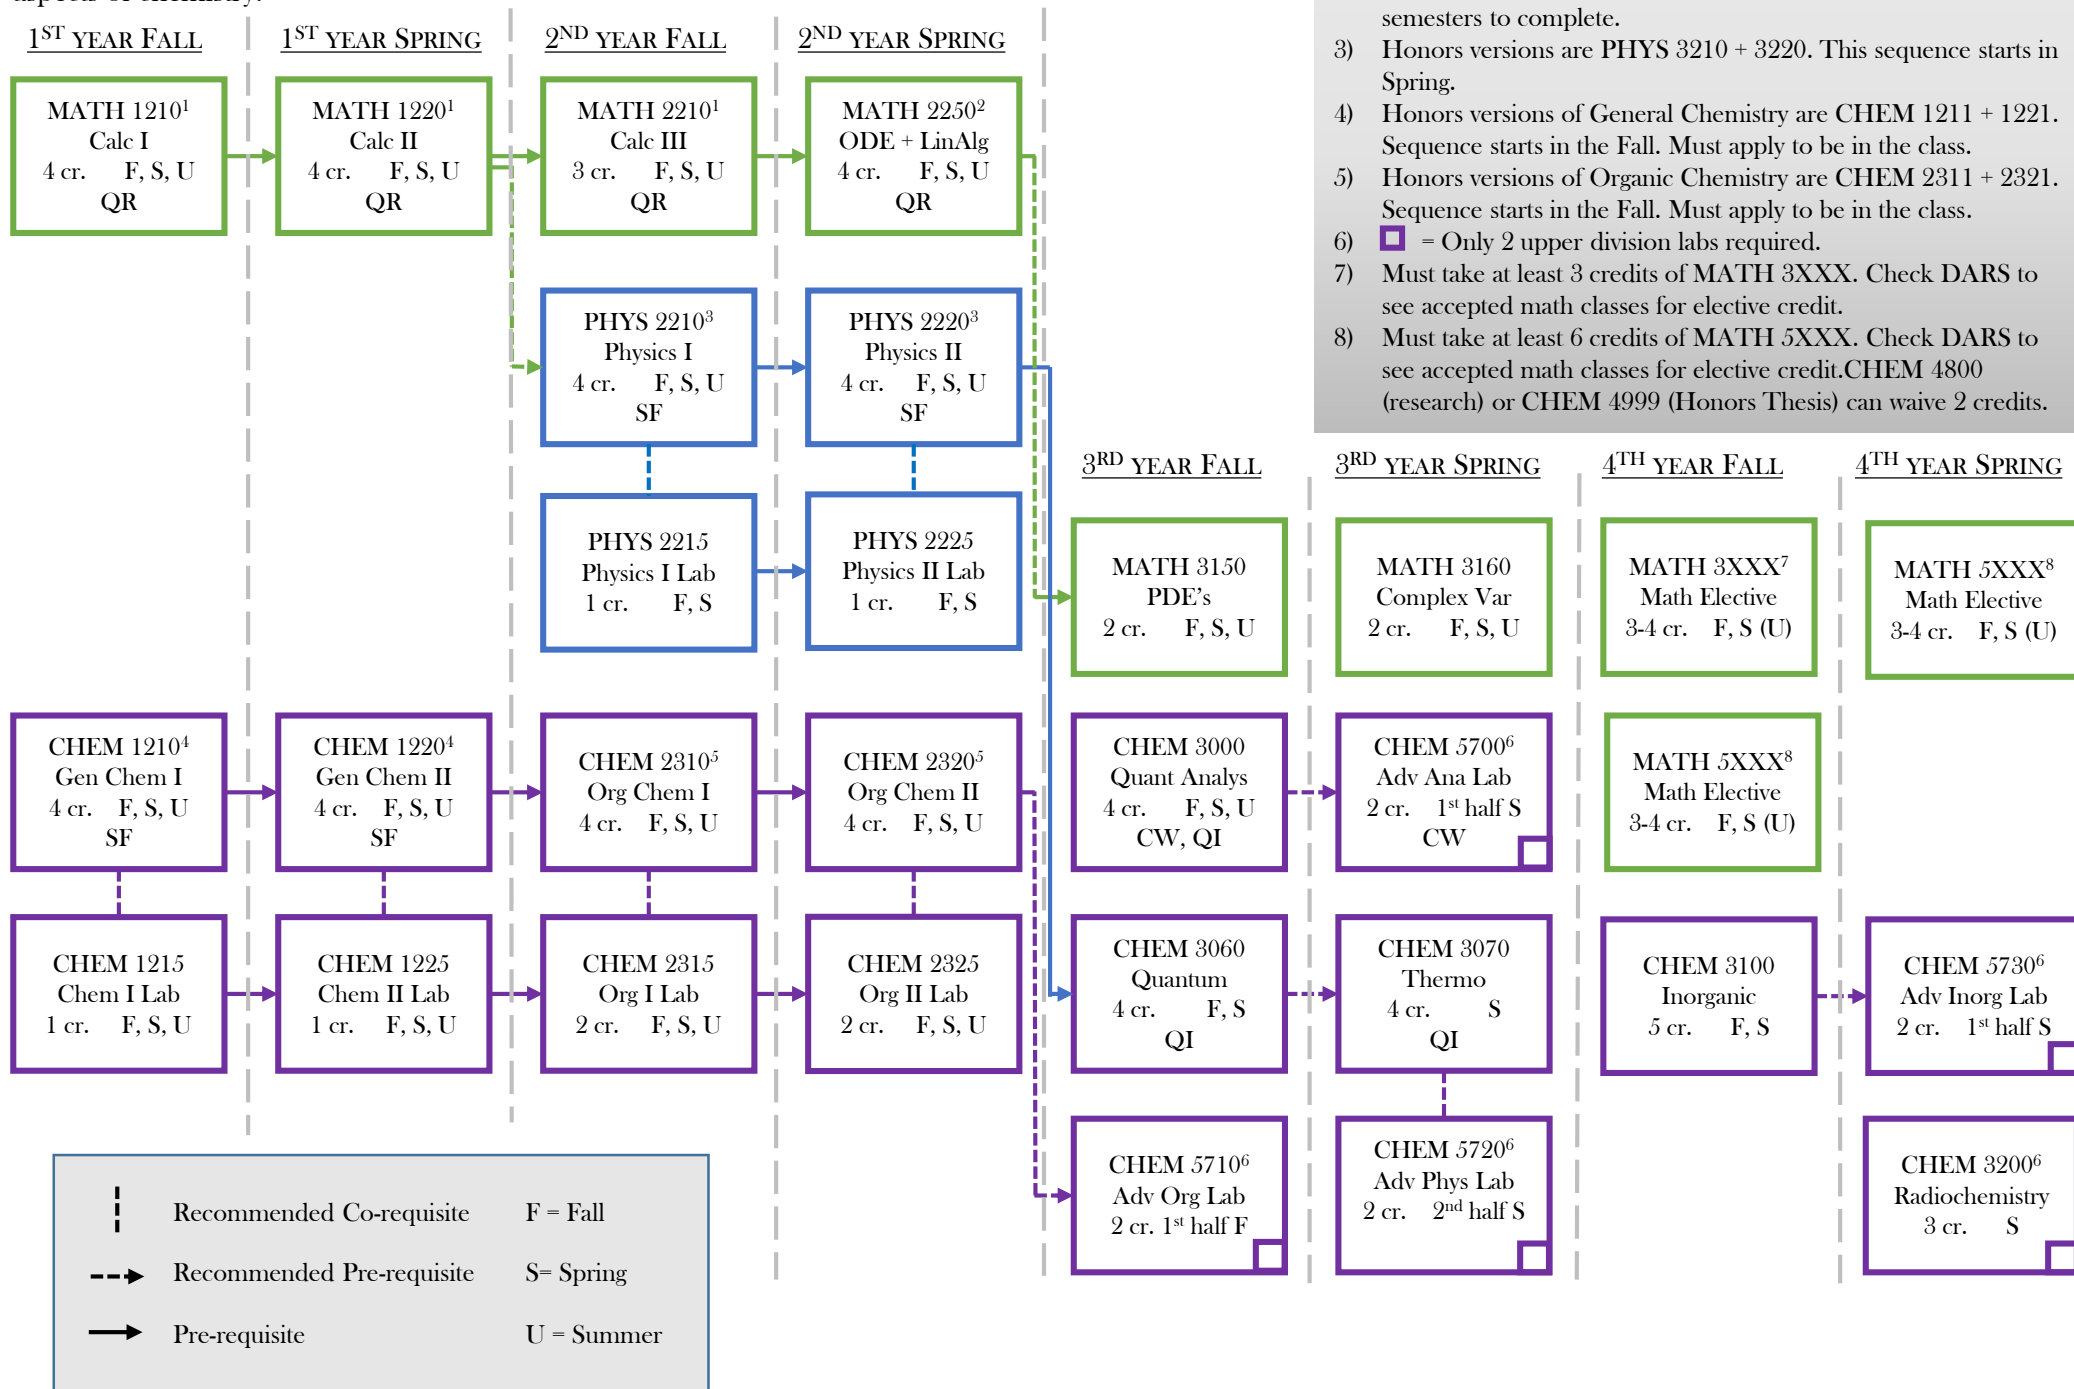 aspects of chemistry.
semesters to complete.
3) Honors versions are PHYS 3210 + 3220. This sequence starts in
Spring.
4) Honors versions of General Chemistry are CHEM 1211 + 1221.
Sequence starts in the Fall. Must apply to be in the class.
5) Honors versions of Organic Chemistry are CHEM 2311 + 2321.
Sequence starts in the Fall. Must apply to be in the class.
6) = Only 2 upper division labs required.
7) Must take at least 3 credits of MATH 3XXX. Check DARS to
see accepted math classes for elective credit.
8) Must take at least 6 credits of MATH 5XXX. Check DARS to
see accepted math classes for elective credit.CHEM 4800
(research) or CHEM 4999 (Honors Thesis) can waive 2 credits.
1ST YEAR FALL
MATH 1210¹
Calc I
4 cr. F, S, U
QR
CHEM 1210⁴
Gen Chem I
4 cr. F, S, U
SF
CHEM 1215
Chem I Lab
1 cr. F, S, U
1ST YEAR SPRING
MATH 1220¹
Calc II
4 cr. F, S, U
QR
CHEM 1220⁴
Gen Chem II
4 cr. F, S, U
SF
CHEM 1225
Chem II Lab
1 cr. F, S, U
2ND YEAR FALL
MATH 2210¹
Calc III
3 cr. F, S, U
QR
PHYS 2210³
Physics I
4 cr. F, S, U
SF
PHYS 2215
Physics I Lab
1 cr. F, S
CHEM 2310⁵
Org Chem I
4 cr. F, S, U
CHEM 2315
Org I Lab
2 cr. F, S, U
2ND YEAR SPRING
MATH 2250²
ODE + LinAlg
4 cr. F, S, U
QR
PHYS 2220³
Physics II
4 cr. F, S, U
SF
PHYS 2225
Physics II Lab
1 cr. F, S
CHEM 2320⁵
Org Chem II
4 cr. F, S, U
CHEM 2325
Org II Lab
2 cr. F, S, U
3RD YEAR FALL
MATH 3150
PDE's
2 cr. F, S, U
CHEM 3000
Quant Analys
4 cr. F, S, U
CW, QI
CHEM 3060
Quantum
4 cr. F, S
QI
CHEM 5710⁶
Adv Org Lab
2 cr. 1st half F
3RD YEAR SPRING
MATH 3160
Complex Var
2 cr. F, S, U
CHEM 5700⁶
Adv Ana Lab
2 cr. 1st half S
CW
CHEM 3070
Thermo
4 cr. S
QI
CHEM 5720⁶
Adv Phys Lab
2 cr. 2nd half S
4TH YEAR FALL
MATH 3XXX⁷
Math Elective
3-4 cr. F, S (U)
MATH 5XXX⁸
Math Elective
3-4 cr. F, S (U)
CHEM 3100
Inorganic
5 cr. F, S
4TH YEAR SPRING
MATH 5XXX⁸
Math Elective
3-4 cr. F, S (U)
CHEM 5730⁶
Adv Inorg Lab
2 cr. 1st half S
CHEM 3200⁶
Radiochemistry
3 cr. S
Recommended Co-requisite F = Fall
Recommended Pre-requisite S= Spring
Pre-requisite U = Summer